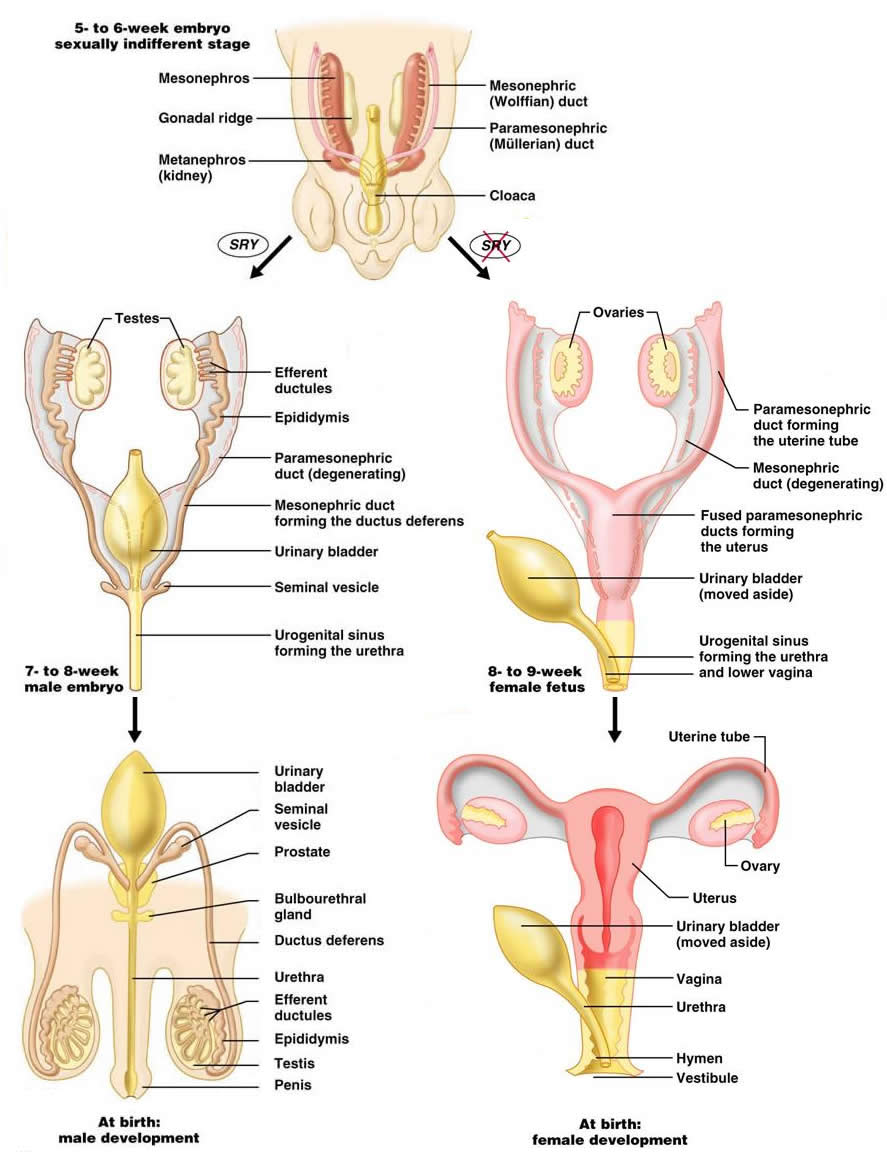 5- to 6-week embryo
sexually indifferent stage
Mesonephros
Gonadal ridge
Metanephros
(kidney)
Mesonephric
(Wolffian) duct
Paramesonephric
(Müllerian) duct
Cloaca
SRY
SRY
Testes
Efferent
ductules
Epididymis
Paramesonephric
duct (degenerating)
Mesonephric duct
forming the ductus deferens
Urinary bladder
Seminal vesicle
Urogenital sinus
forming the urethra
7- to 8-week
male embryo
Ovaries
Paramesonephric
duct forming
the uterine tube
Mesonephric
duct (degenerating)
Fused paramesonephric
ducts forming
the uterus
Urinary bladder
(moved aside)
Urogenital sinus
forming the urethra
and lower vagina
8- to 9-week
female fetus
Urinary
bladder
Seminal
vesicle
Prostate
Bulbourethral
gland
Ductus deferens
Urethra
Efferent
ductules
Epididymis
Testis
Penis
At birth:
male development
Uterine tube
Ovary
Uterus
Urinary bladder
(moved aside)
Vagina
Urethra
Hymen
Vestibule
At birth:
female development